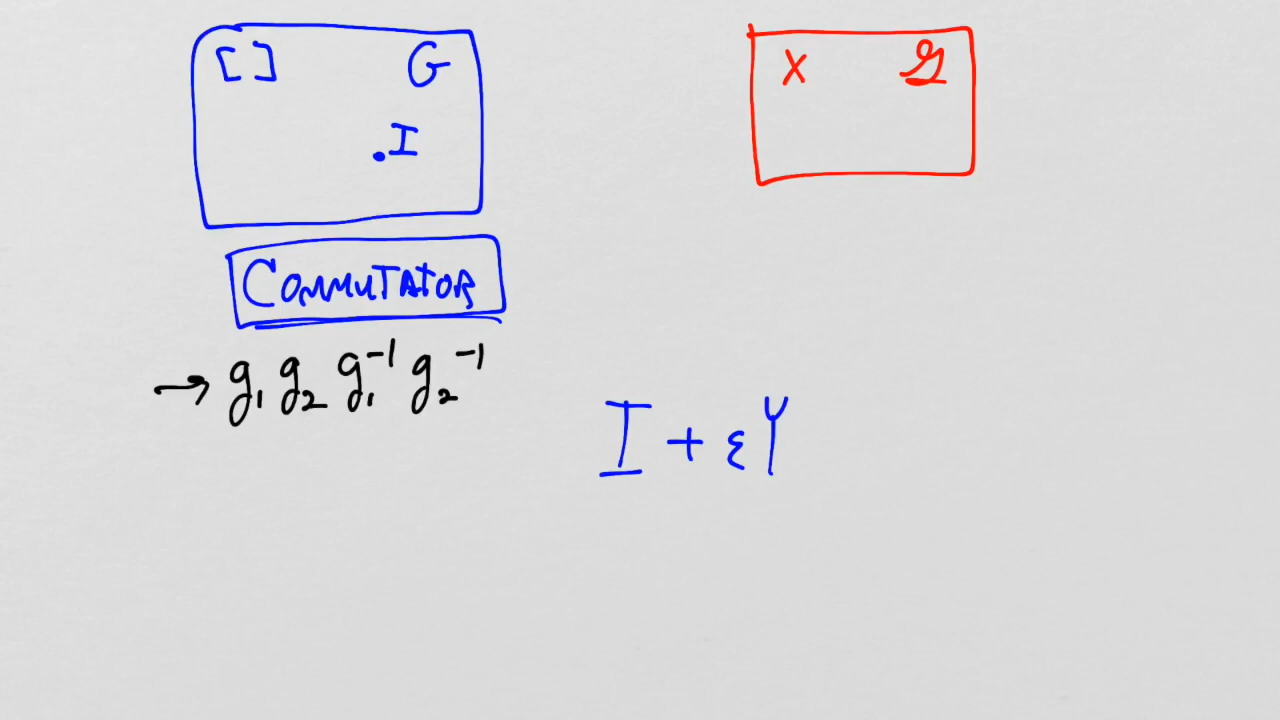 [ ] G
. I
COMMUTATOR
→ g₁ g₂ g₁⁻¹ g₂⁻¹
X 𝔤
I + εY